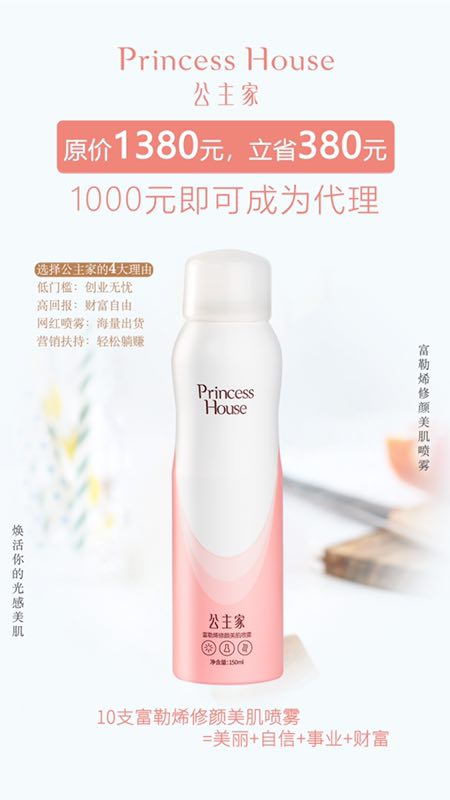 Princess House
公主家
原价1380元，立省380元
1000元即可成为代理
选择公主家的4大理由
低门槛：创业无忧
高回报：财富自由
网红喷雾：海量出货
营销扶持：轻松躺赚
富勒烯修颜美肌喷雾
Princess
House
焕活你的光感美肌
公主家
富勒烯修颜美肌喷雾
净含量:150ml
10支富勒烯修颜美肌喷雾
=美丽+自信+事业+财富